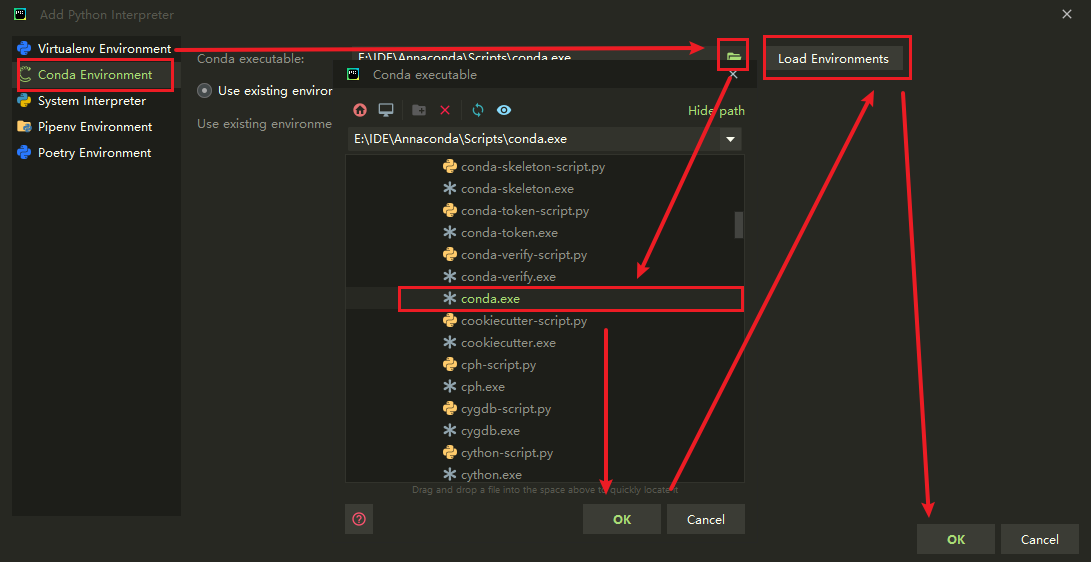 Add Python Interpreter
Virtualenv Environment
Conda Environment
System Interpreter
Pipenv Environment
Poetry Environment
Conda executable:
E:\IDE\Annaconda\Scripts\conda.exe
Load Environments
Use existing environ
Use existing environme
Conda executable
Hide path
E:\IDE\Annaconda\Scripts\conda.exe
conda-skeleton-script.py
conda-skeleton.exe
conda-token-script.py
conda-token.exe
conda-verify-script.py
conda-verify.exe
conda.exe
cookiecutter-script.py
cookiecutter.exe
cph-script.py
cph.exe
cygdb-script.py
cygdb.exe
cython-script.py
cython.exe
Drag and drop a file into the space above to quickly locate it
OK
Cancel
OK
Cancel